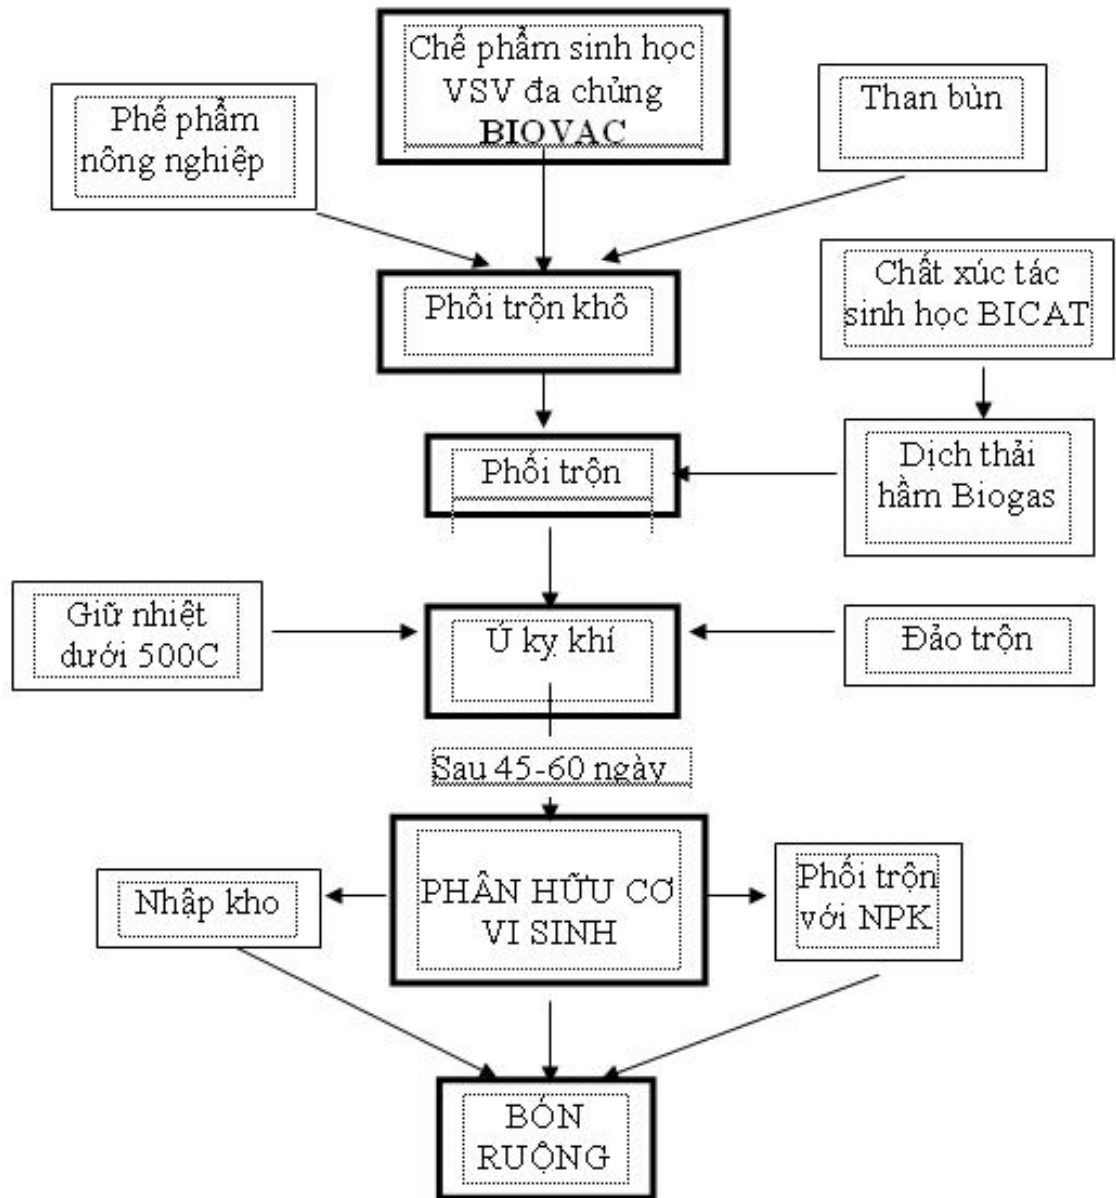 Chế phẩm sinh học
VSV đa chủng
BIOVAC
Phế phẩm
nông nghiệp
Than bùn
Phối trộn khô
Chất xúc tác
sinh học BICAT
Phối trộn
Dịch thải
hầm Biogas
Giữ nhiệt
dưới 500C
Ủ kỵ khí
Đảo trộn
Sau 45-60 ngày
Nhập kho
PHÂN HỮU CƠ
VI SINH
Phối trộn
với NPK
BÓN
RUỘNG